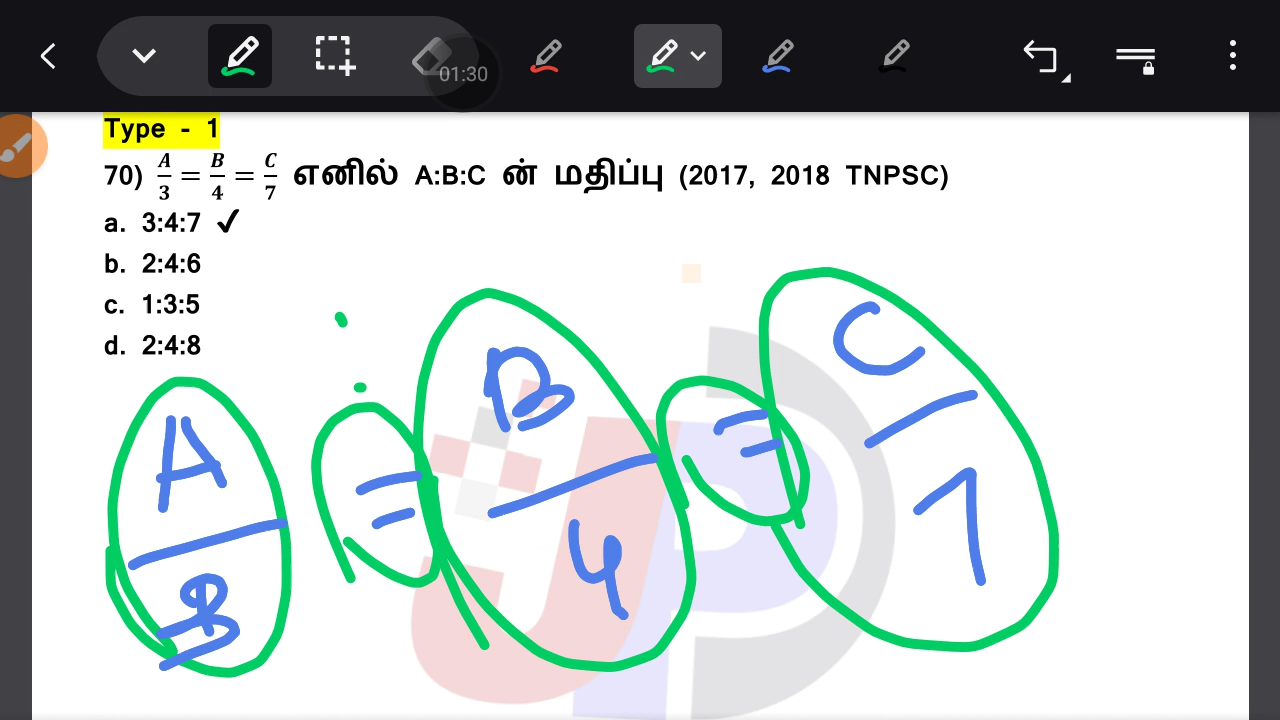 01:30
Type - 1
70) A/3 = B/4 = C/7 எனில் A:B:C ன் மதிப்பு (2017, 2018 TNPSC)
a. 3:4:7 ✓
b. 2:4:6
c. 1:3:5
d. 2:4:8
A/3 = B/4 = C/7